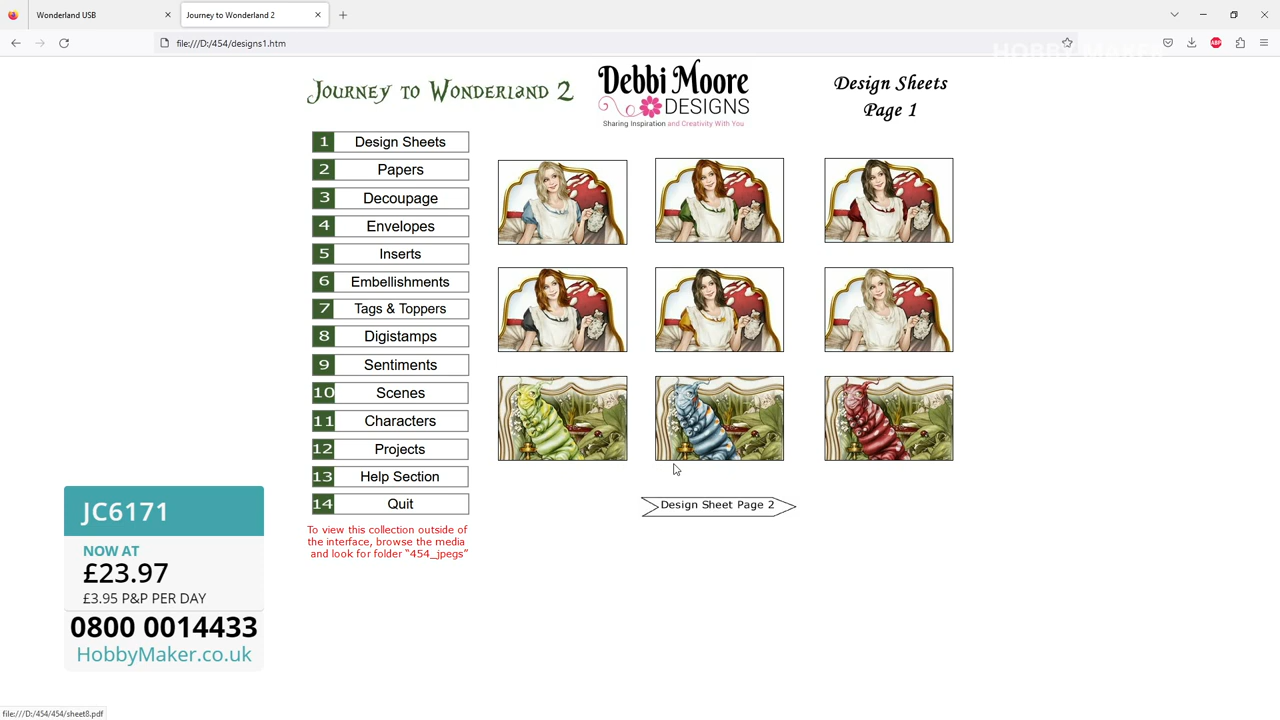 Wonderland USB
Journey to Wonderland 2
file:///D:/454/designs1.htm
ABP
HOBBY MAKER
Journey to Wonderland 2
Debbi Moore
DESIGNS
Sharing Inspiration and Creativity With You
Design Sheets
Page 1
1 Design Sheets
2 Papers
3 Decoupage
4 Envelopes
5 Inserts
6 Embellishments
7 Tags & Toppers
8 Digistamps
9 Sentiments
10 Scenes
11 Characters
12 Projects
13 Help Section
14 Quit
Design Sheet Page 2
To view this collection outside of
the interface, browse the media
and look for folder “454_jpegs”
JC6171
NOW AT
£23.97
£3.95 P&P PER DAY
0800 0014433
HobbyMaker.co.uk
file:///D:/454/454/sheet8.pdf